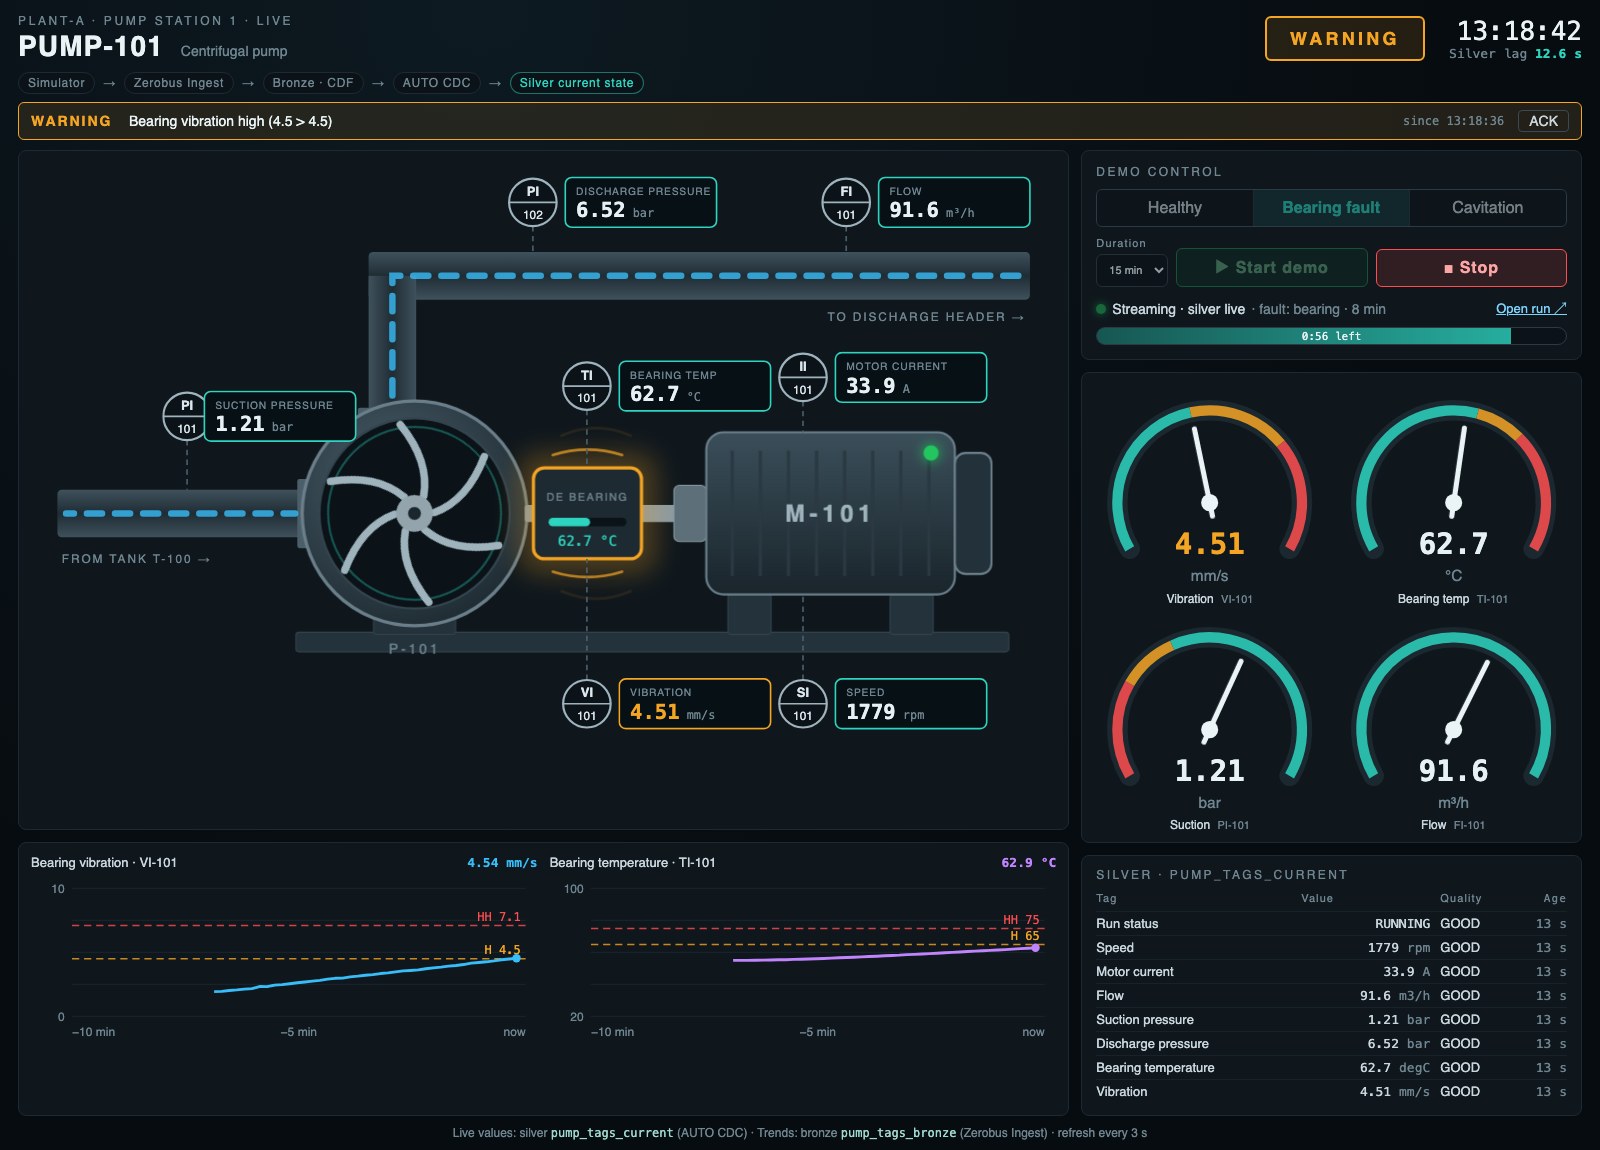 PLANT-A · PUMP STATION 1 · LIVE
PUMP-101 Centrifugal pump
WARNING
13:18:42
Silver lag 12.6 s
Simulator → Zerobus Ingest → Bronze · CDF → AUTO CDC → Silver current state
WARNING Bearing vibration high (4.5 > 4.5) since 13:18:36 ACK
PI 102
DISCHARGE PRESSURE
6.52 bar
FI 101
FLOW
91.6 m³/h
TO DISCHARGE HEADER →
TI 101
BEARING TEMP
62.7 °C
II 101
MOTOR CURRENT
33.9 A
PI 101
SUCTION PRESSURE
1.21 bar
DE BEARING
62.7 °C
M-101
FROM TANK T-100 →
P-101
VI 101
VIBRATION
4.51 mm/s
SI 101
SPEED
1779 rpm
DEMO CONTROL
Healthy Bearing fault Cavitation
Duration
15 min
▶ Start demo
■ Stop
Streaming · silver live · fault: bearing · 8 min Open run ↗
0:56 left
4.51
mm/s
Vibration VI-101
62.7
°C
Bearing temp TI-101
1.21
bar
Suction PI-101
91.6
m³/h
Flow FI-101
Bearing vibration · VI-101 4.54 mm/s
10
HH 7.1
H 4.5
0
−10 min −5 min now
Bearing temperature · TI-101 62.9 °C
100
HH 75
H 65
20
−10 min −5 min now
SILVER · PUMP_TAGS_CURRENT
Tag Value Quality Age
Run status RUNNING GOOD 13 s
Speed 1779 rpm GOOD 13 s
Motor current 33.9 A GOOD 13 s
Flow 91.6 m3/h GOOD 13 s
Suction pressure 1.21 bar GOOD 13 s
Discharge pressure 6.52 bar GOOD 13 s
Bearing temperature 62.7 degC GOOD 13 s
Vibration 4.51 mm/s GOOD 13 s
Live values: silver pump_tags_current (AUTO CDC) · Trends: bronze pump_tags_bronze (Zerobus Ingest) · refresh every 3 s